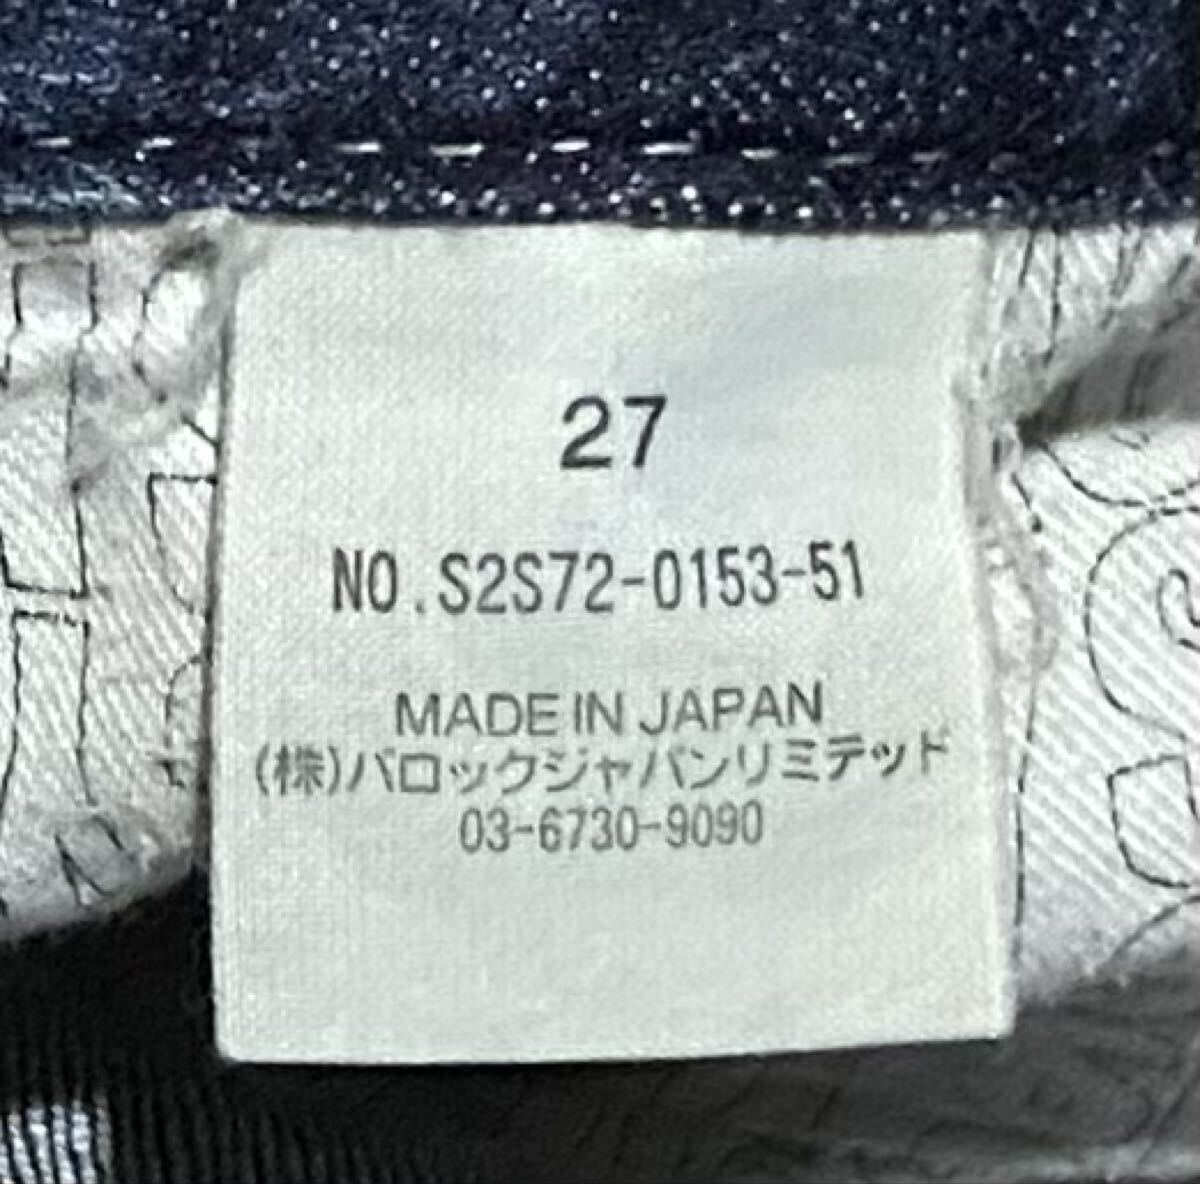 27
NO.S2S72-0153-51
MADE IN JAPAN
(株)バロックジャパンリミテッド
03-6730-9090